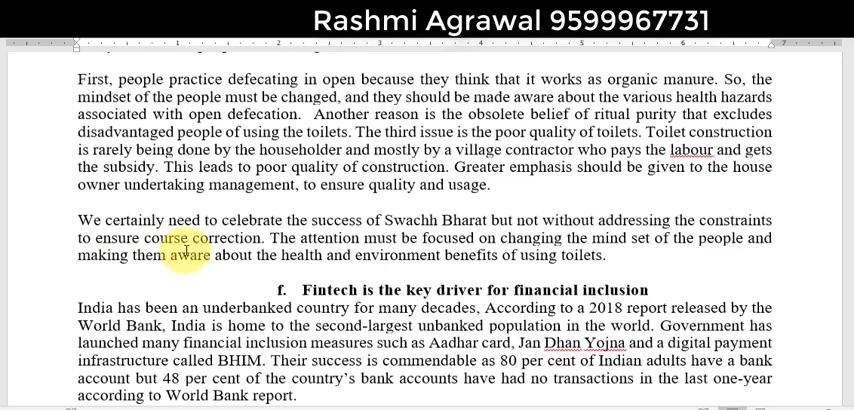 Rashmi Agrawal 9599967731
1 2 3 4 5 6 7
First, people practice defecating in open because they think that it works as organic manure. So, the
mindset of the people must be changed, and they should be made aware about the various health hazards
associated with open defecation. Another reason is the obsolete belief of ritual purity that excludes
disadvantaged people of using the toilets. The third issue is the poor quality of toilets. Toilet construction
is rarely being done by the householder and mostly by a village contractor who pays the labour and gets
the subsidy. This leads to poor quality of construction. Greater emphasis should be given to the house
owner undertaking management, to ensure quality and usage.
We certainly need to celebrate the success of Swachh Bharat but not without addressing the constraints
to ensure course correction. The attention must be focused on changing the mind set of the people and
making them aware about the health and environment benefits of using toilets.
f. Fintech is the key driver for financial inclusion
India has been an underbanked country for many decades, According to a 2018 report released by the
World Bank, India is home to the second-largest unbanked population in the world. Government has
launched many financial inclusion measures such as Aadhar card, Jan Dhan Yojna and a digital payment
infrastructure called BHIM. Their success is commendable as 80 per cent of Indian adults have a bank
account but 48 per cent of the country's bank accounts have had no transactions in the last one-year
according to World Bank report.